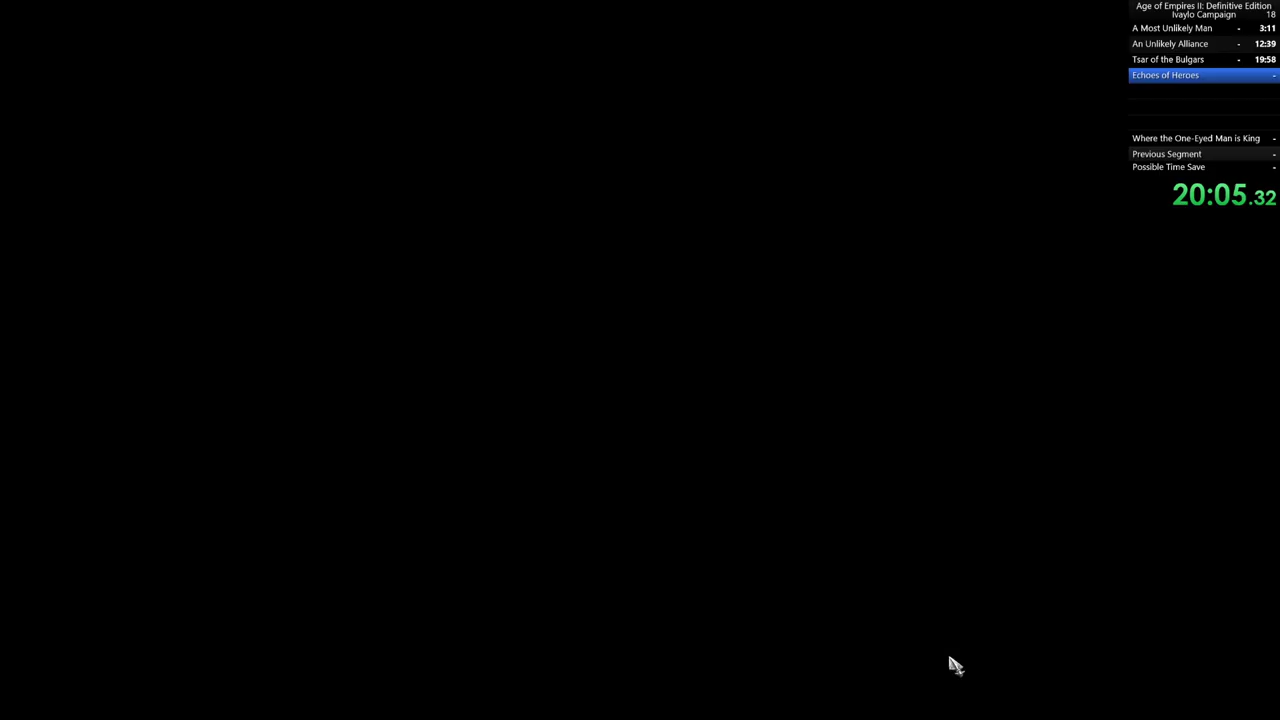 Age of Empires II: Definitive Edition
Ivaylo Campaign 18
A Most Unlikely Man - 3:11
An Unlikely Alliance - 12:39
Tsar of the Bulgars - 19:58
Echoes of Heroes -
Where the One-Eyed Man is King -
Previous Segment -
Possible Time Save -
20:05.32